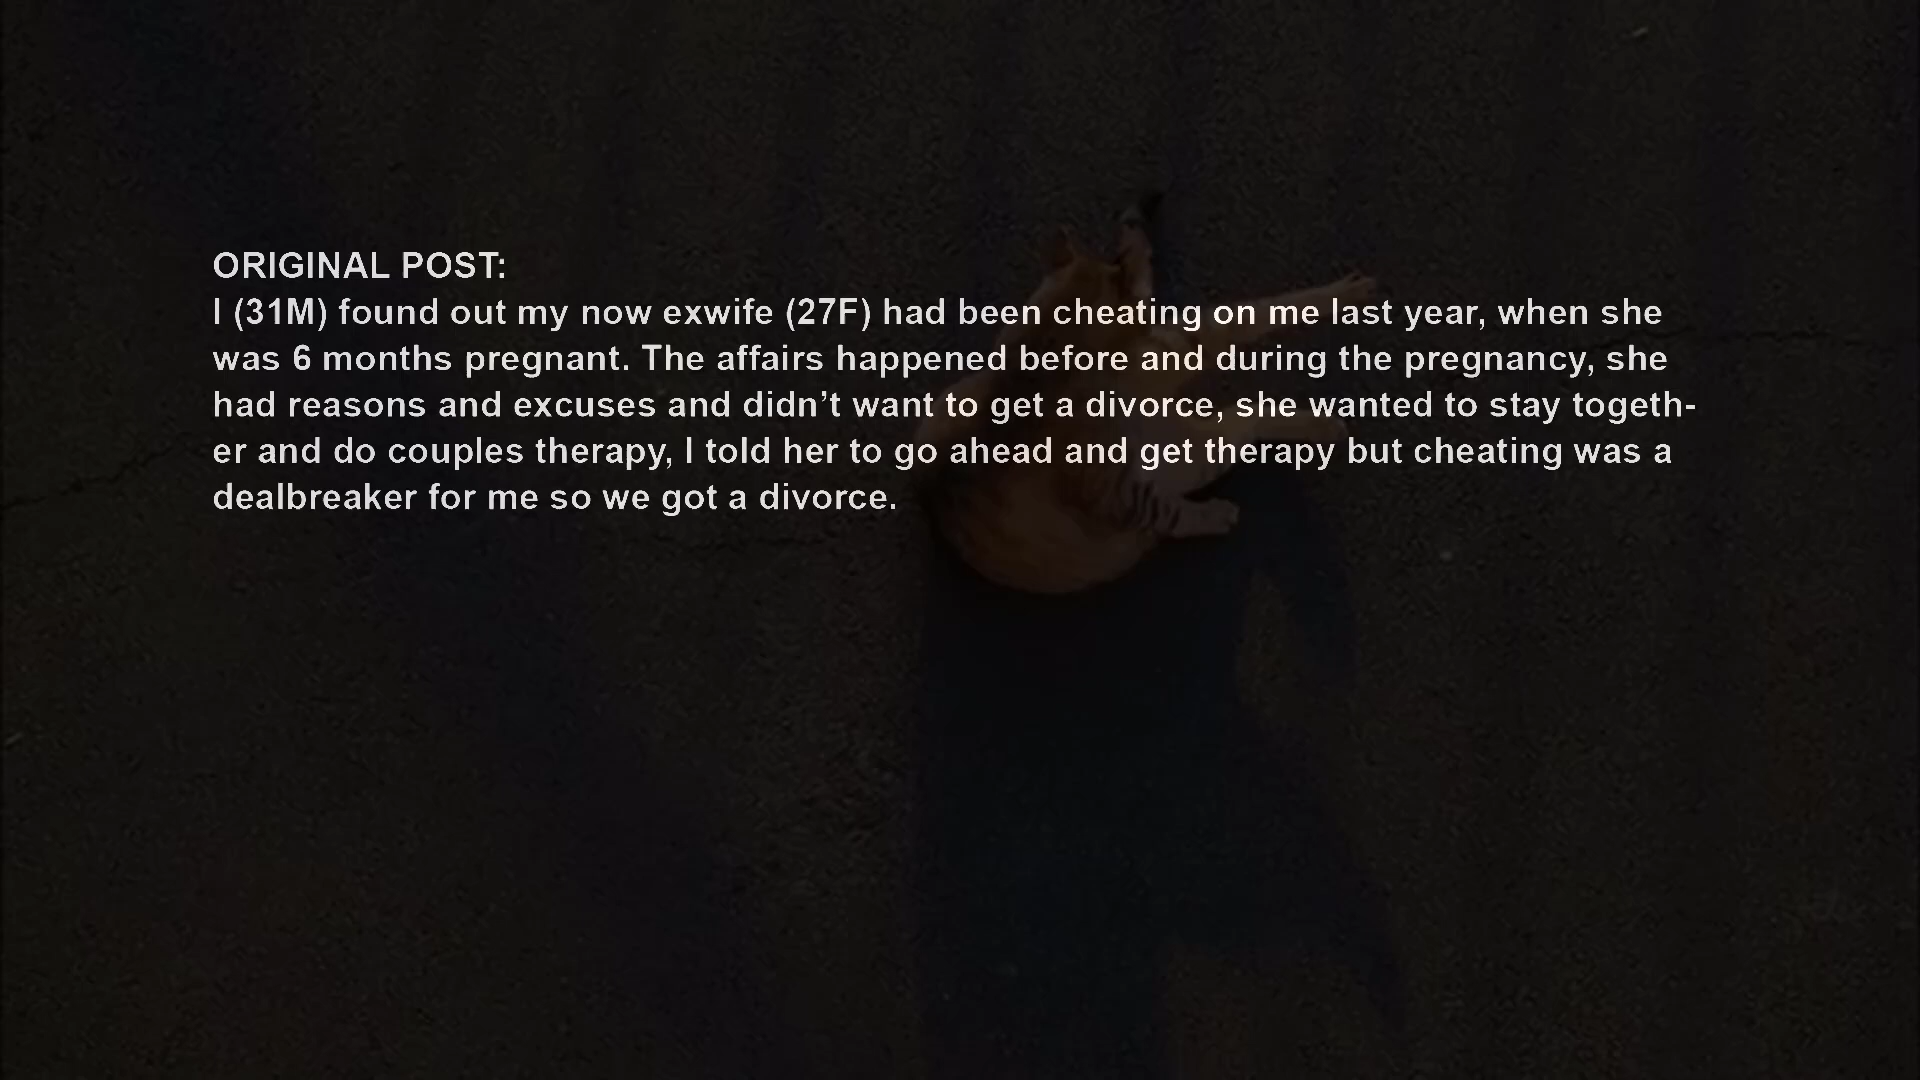 ORIGINAL POST:
I (31M) found out my now exwife (27F) had been cheating on me last year, when she
was 6 months pregnant. The affairs happened before and during the pregnancy, she
had reasons and excuses and didn’t want to get a divorce, she wanted to stay togeth-
er and do couples therapy, I told her to go ahead and get therapy but cheating was a
dealbreaker for me so we got a divorce.